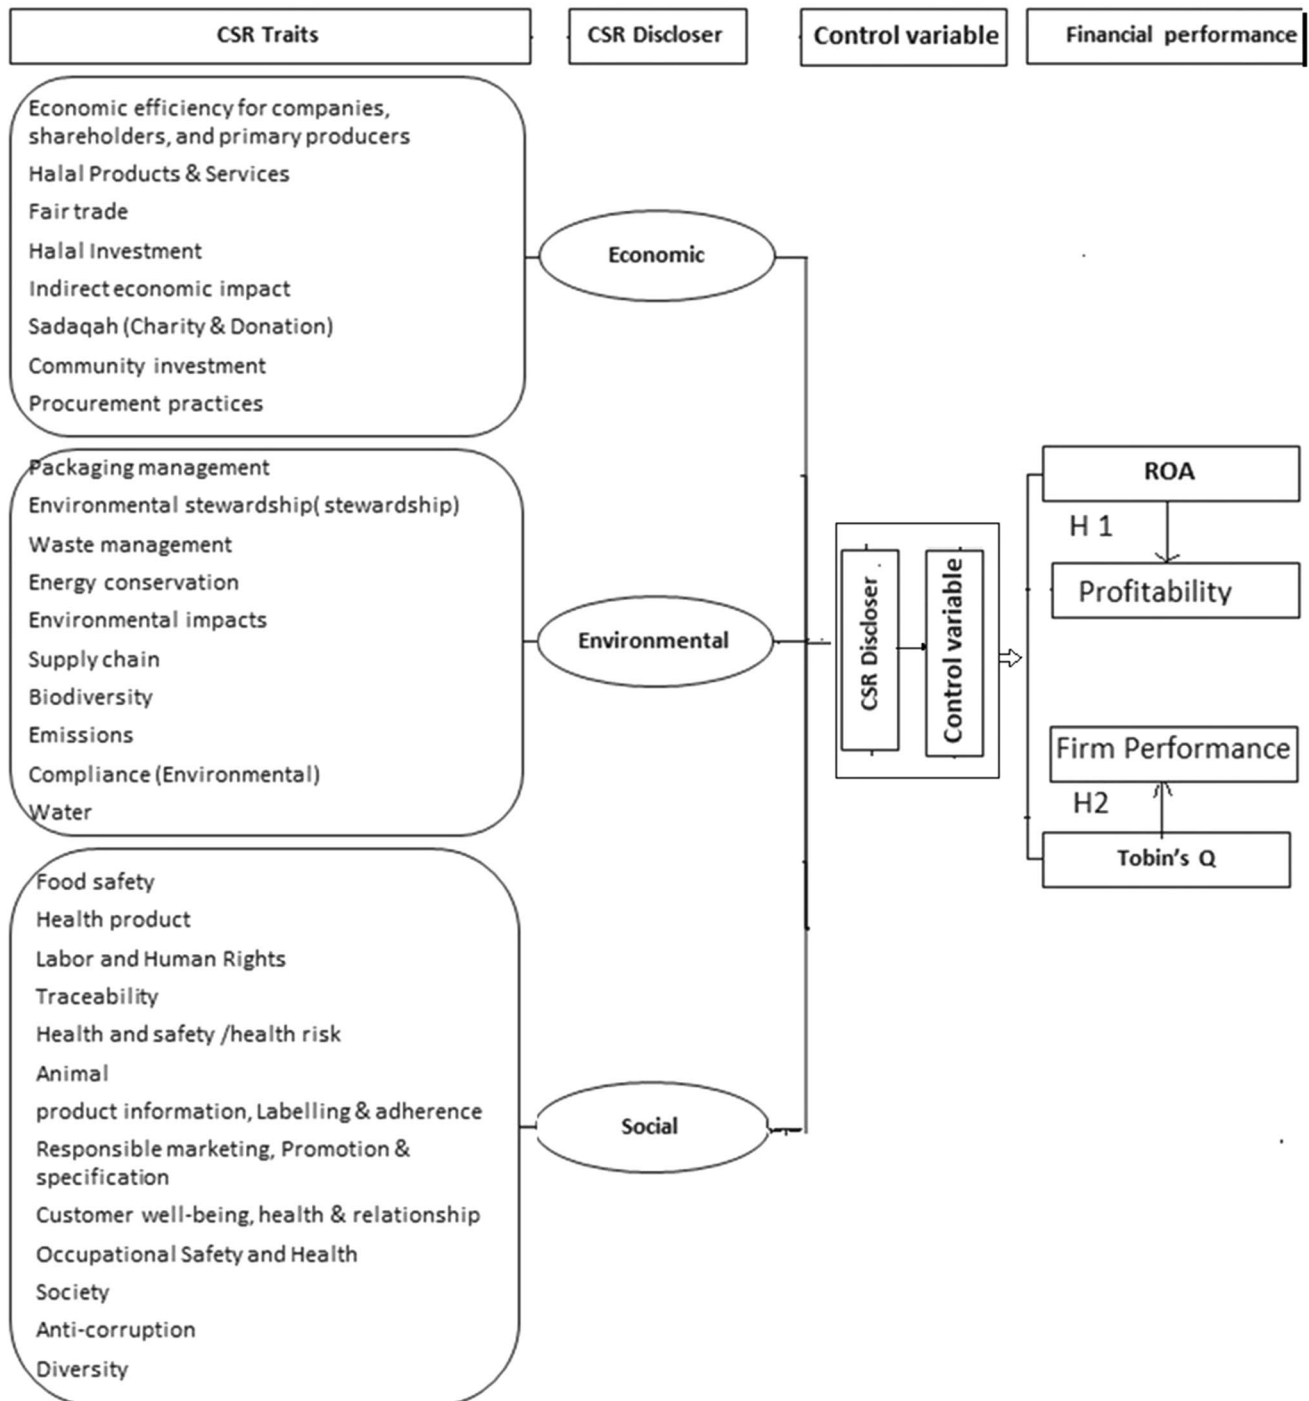 CSR Traits
CSR Discloser
Control variable
Financial performance
Economic efficiency for companies,
shareholders, and primary producers
Halal Products & Services
Fair trade
Halal Investment
Indirect economic impact
Sadaqah (Charity & Donation)
Community investment
Procurement practices
Economic
Packaging management
Environmental stewardship( stewardship)
Waste management
Energy conservation
Environmental impacts
Supply chain
Biodiversity
Emissions
Compliance (Environmental)
Water
Environmental
Food safety
Health product
Labor and Human Rights
Traceability
Health and safety /health risk
Animal
product information, Labelling & adherence
Responsible marketing, Promotion &
specification
Customer well-being, health & relationship
Occupational Safety and Health
Society
Anti-corruption
Diversity
Social
CSR Discloser
Control variable
ROA
H 1
Profitability
Firm Performance
H2
Tobin's Q